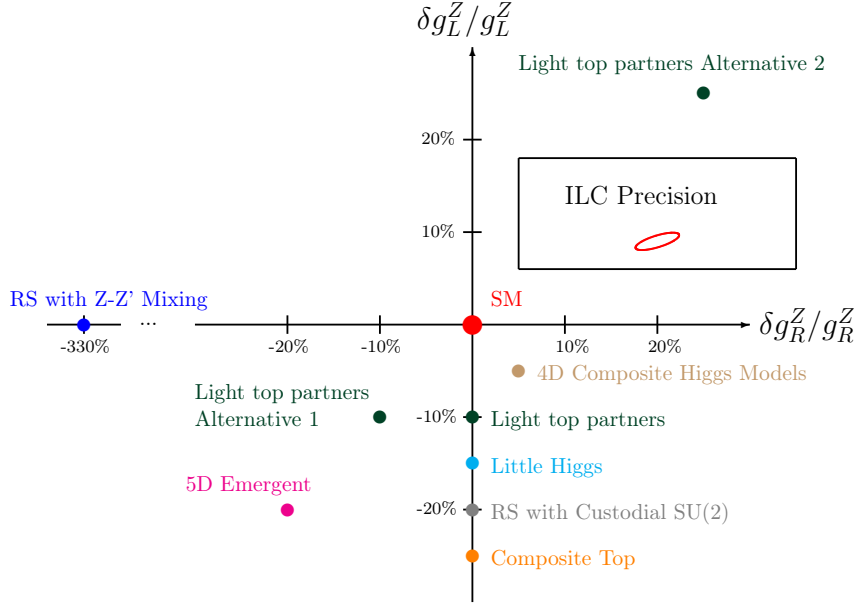 δg_L^Z/g_L^Z
Light top partners Alternative 2
20%
ILC Precision
10%
RS with Z-Z' Mixing
SM
...
δg_R^Z/g_R^Z
-330%
-20%
-10%
10%
20%
4D Composite Higgs Models
Light top partners
Alternative 1
-10%
Light top partners
Little Higgs
5D Emergent
-20%
RS with Custodial SU(2)
Composite Top